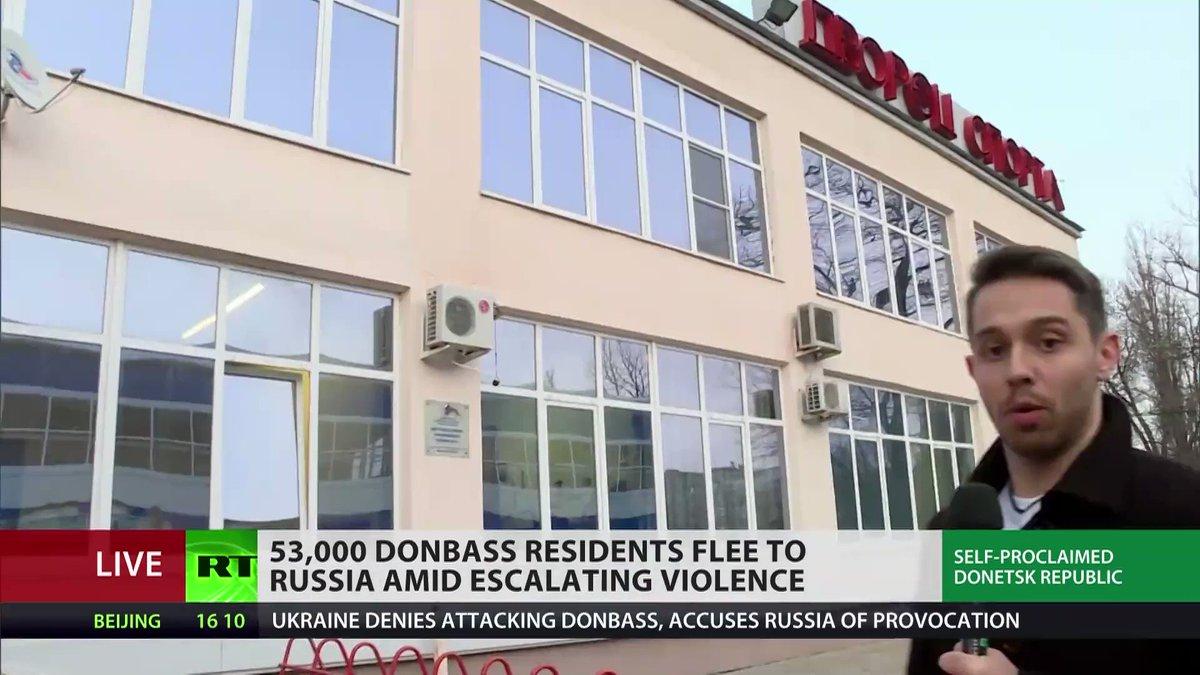 ДВОРЕЦ СПОРТА
LIVE
RT
53,000 DONBASS RESIDENTS FLEE TO
RUSSIA AMID ESCALATING VIOLENCE
SELF-PROCLAIMED
DONETSK REPUBLIC
BEIJING 16 10
UKRAINE DENIES ATTACKING DONBASS, ACCUSES RUSSIA OF PROVOCATION